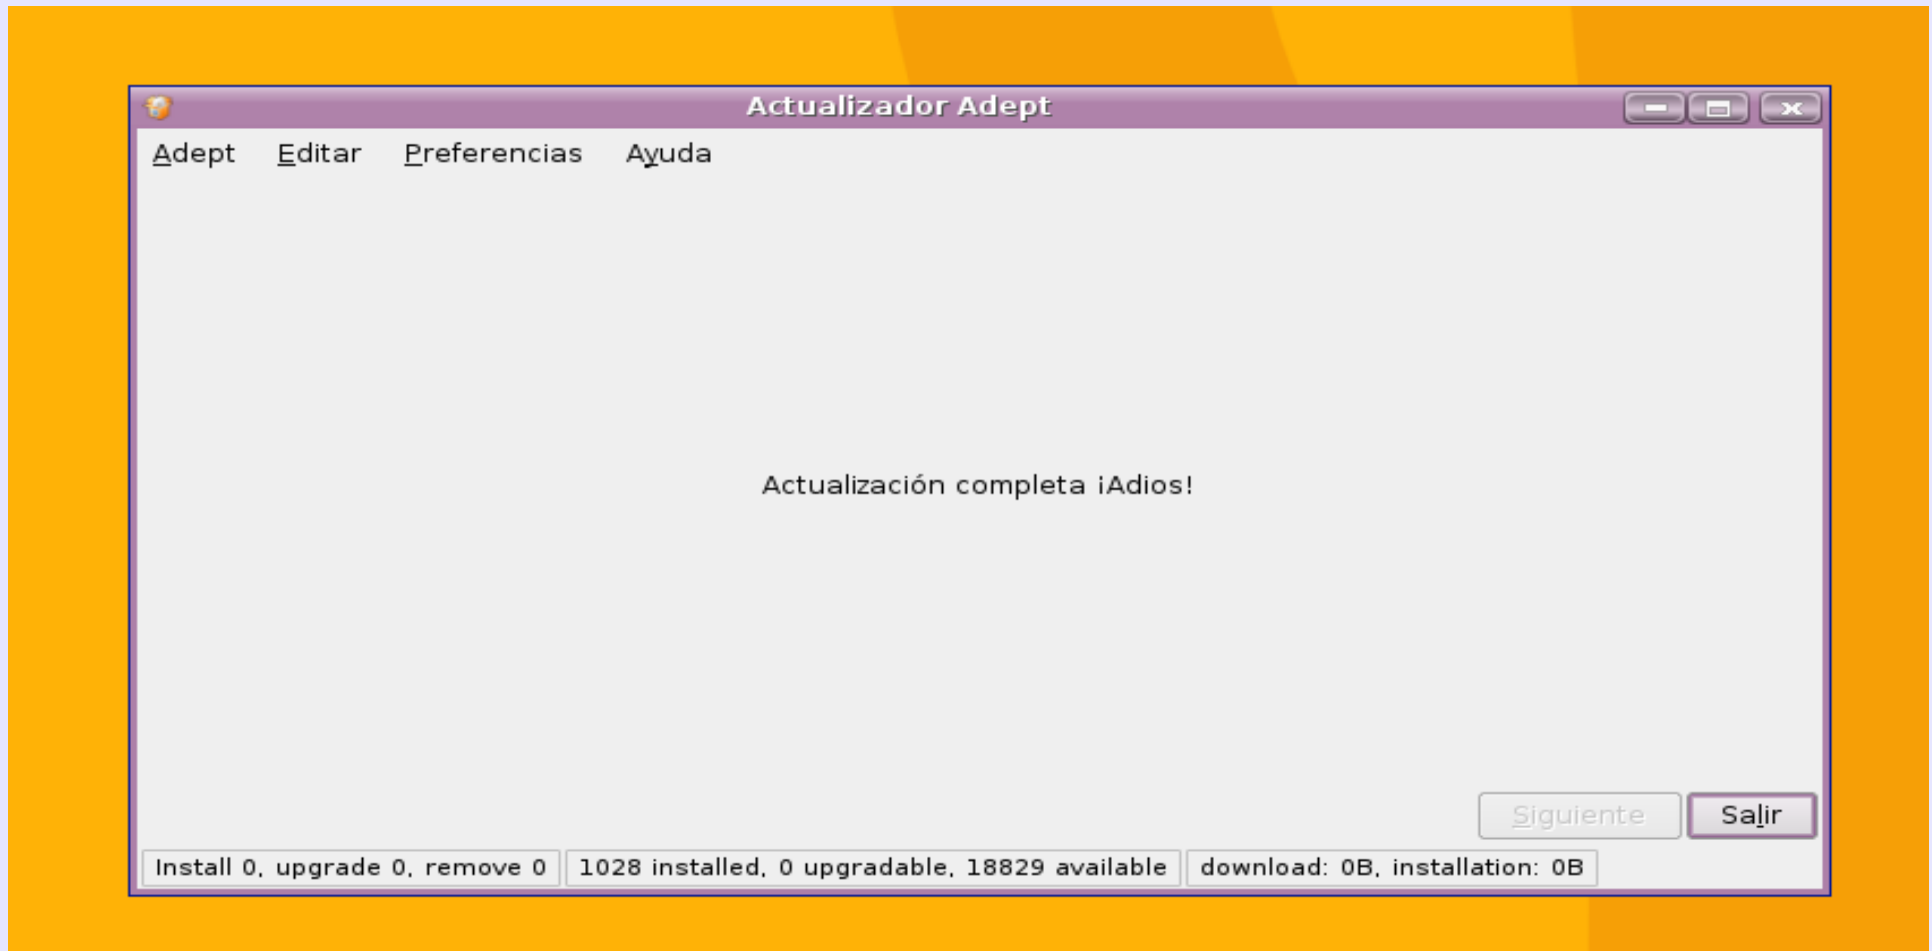 Actualizador Adept
Adept Editar Preferencias Ayuda
Actualización completa ¡Adios!
Siguiente Salir
Install 0, upgrade 0, remove 0 1028 installed, 0 upgradable, 18829 available download: 0B, installation: 0B